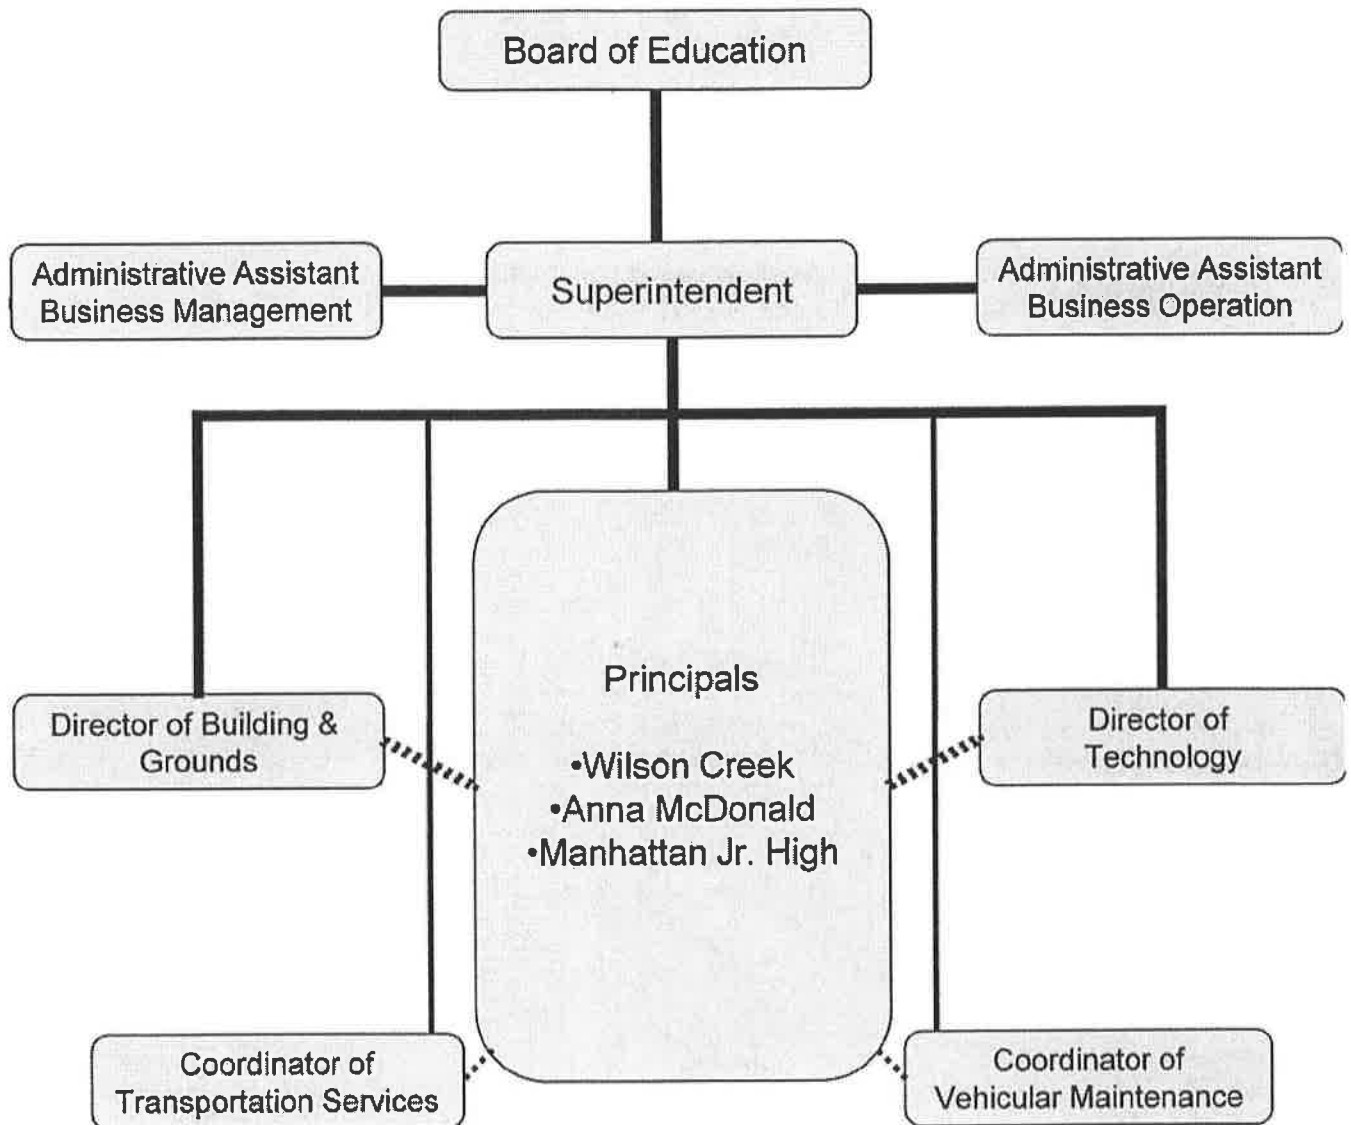 Board of Education
Administrative Assistant
Business Management
Superintendent
Administrative Assistant
Business Operation
Director of Building &
Grounds
Principals
•Wilson Creek
•Anna McDonald
•Manhattan Jr. High
Director of
Technology
Coordinator of
Transportation Services
Coordinator of
Vehicular Maintenance